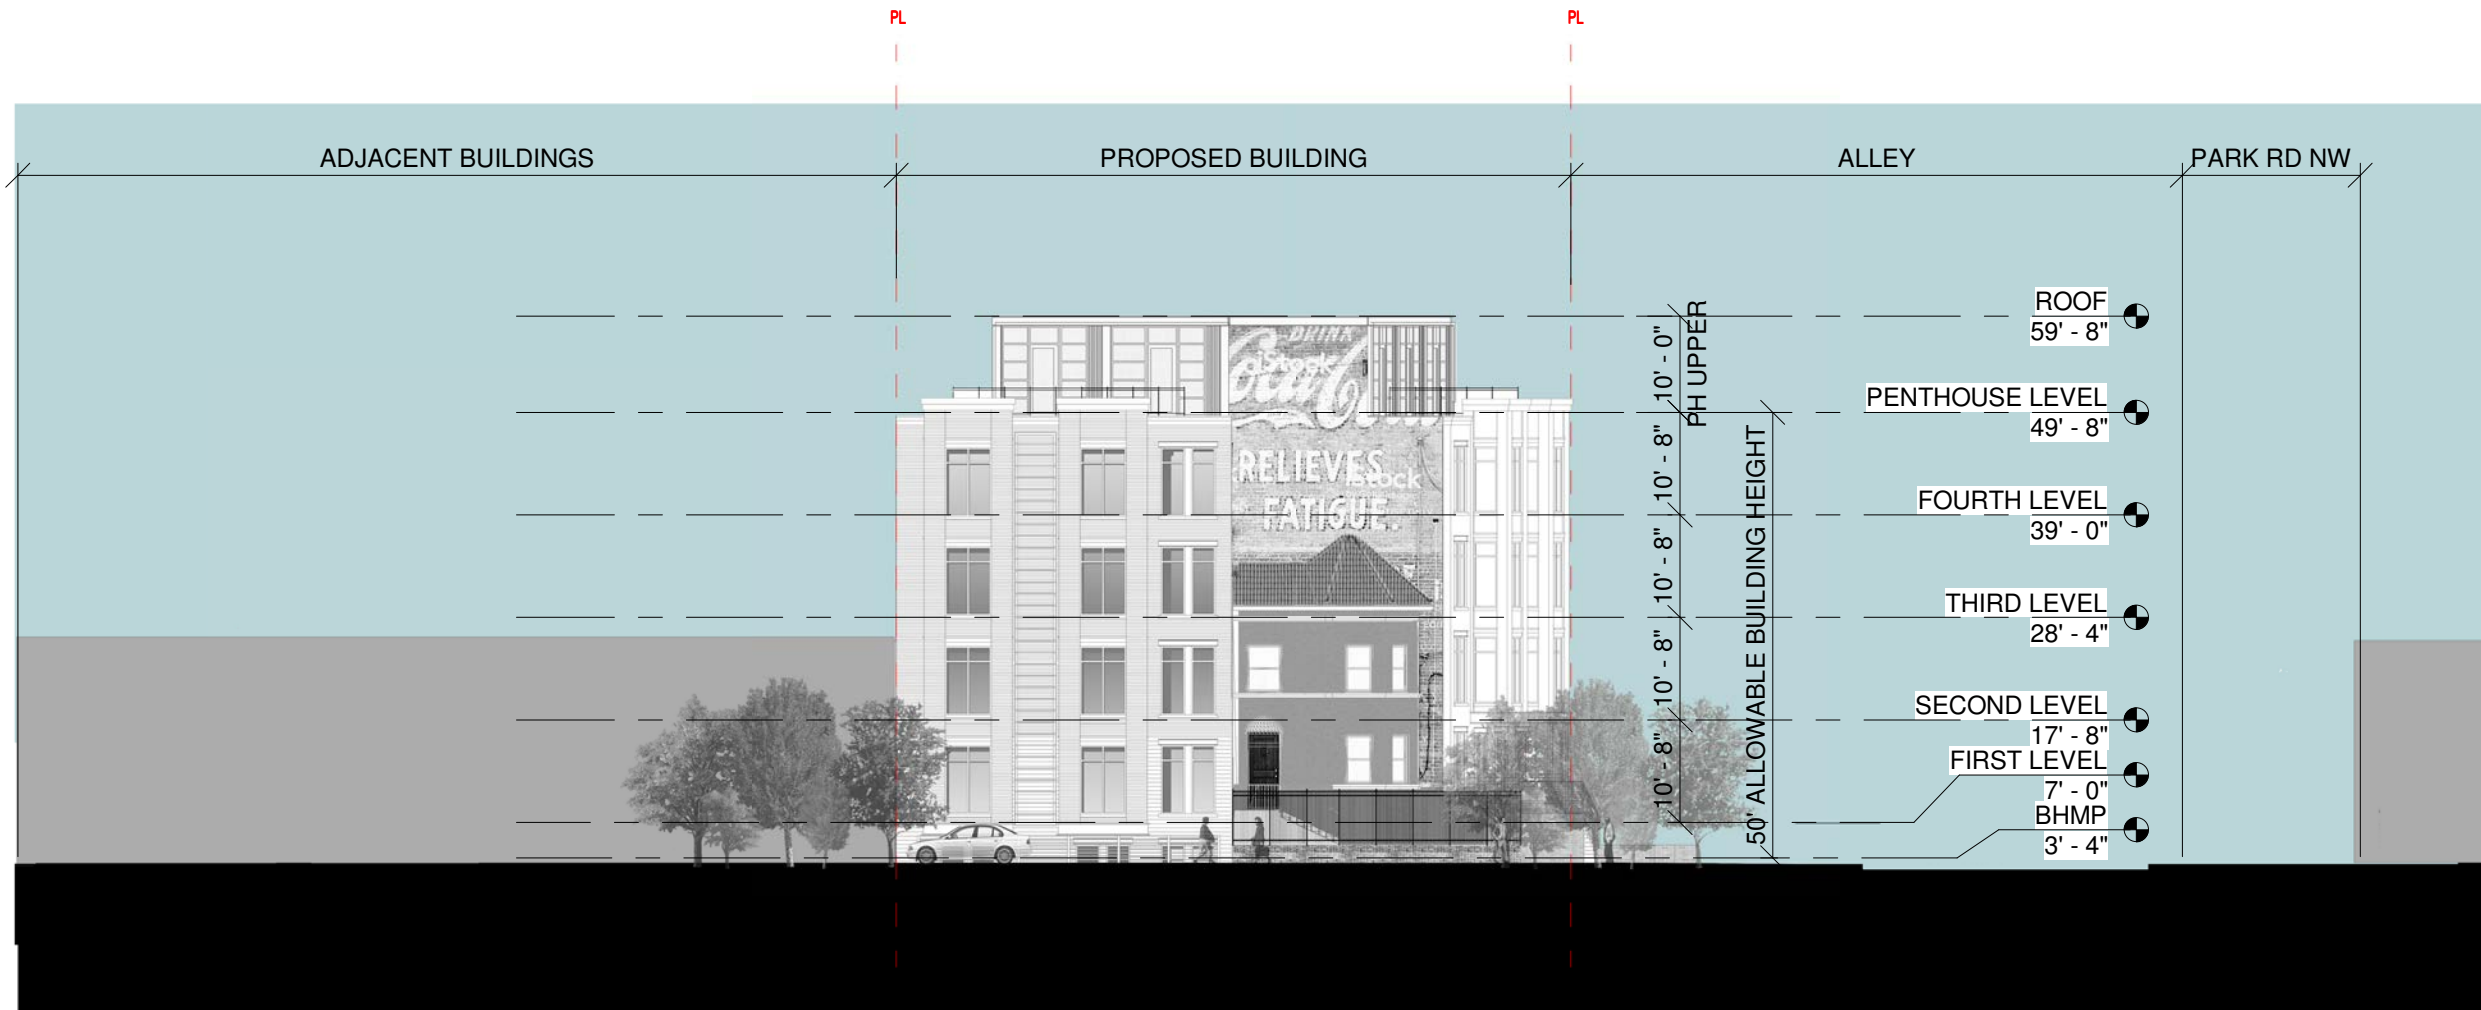 PL
PL
ADJACENT BUILDINGS
PROPOSED BUILDING
ALLEY
PARK RD NW
ROOF
59' - 8"
PENTHOUSE LEVEL
49' - 8"
FOURTH LEVEL
39' - 0"
THIRD LEVEL
28' - 4"
SECOND LEVEL
17' - 8"
FIRST LEVEL
7' - 0"
BHMP
3' - 4"
10' - 0"
PH UPPER
10' - 8"
10' - 8"
10' - 8"
10' - 8"
50' ALLOWABLE BUILDING HEIGHT
DRINK
iStock
RELIEVES
iStock
FATIGUE.